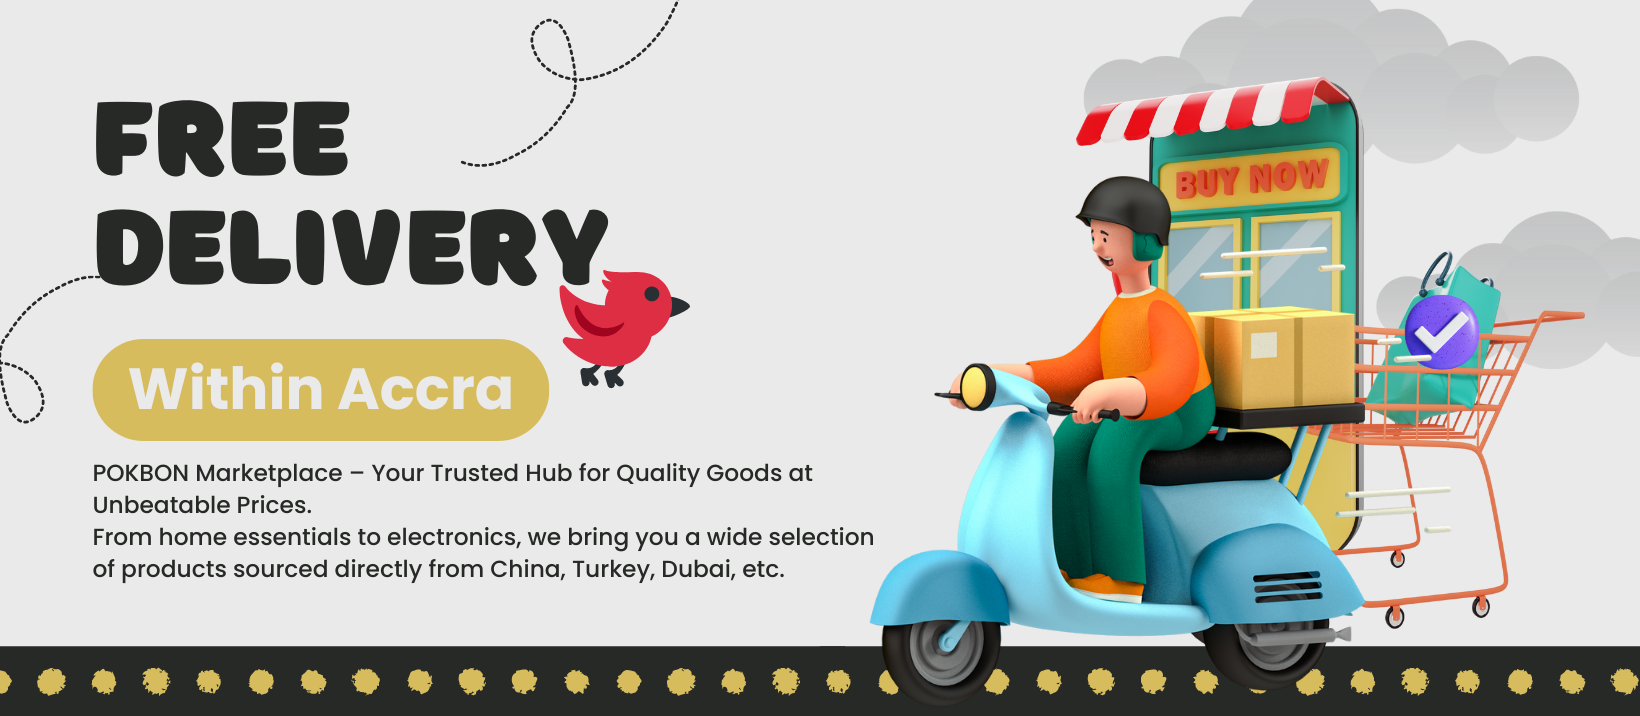 FREE
DELIVERY
Within Accra
POKBON Marketplace – Your Trusted Hub for Quality Goods at
Unbeatable Prices.
From home essentials to electronics, we bring you a wide selection
of products sourced directly from China, Turkey, Dubai, etc.
BUY NOW